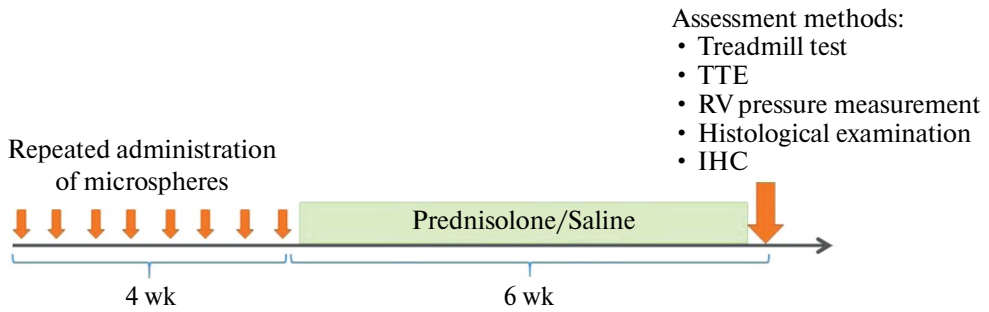 Assessment methods:
• Treadmill test
• TTE
• RV pressure measurement
• Histological examination
• IHC
Repeated administration
of microspheres
Prednisolone/Saline
4 wk
6 wk